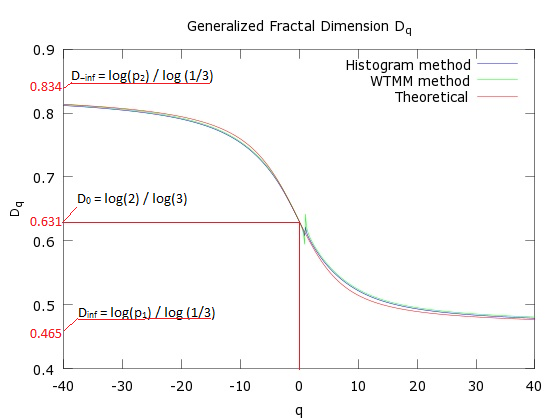 Generalized Fractal Dimension Dq
0.9
Histogram method
D−inf = log(p2) / log (1/3)
WTMM method
0.834
Theoretical
0.8
0.7
D0 = log(2) / log(3)
Dq
0.631
0.6
0.5
Dinf = log(p1) / log (1/3)
0.465
0.4
-40 -30 -20 -10 0 10 20 30 40
q